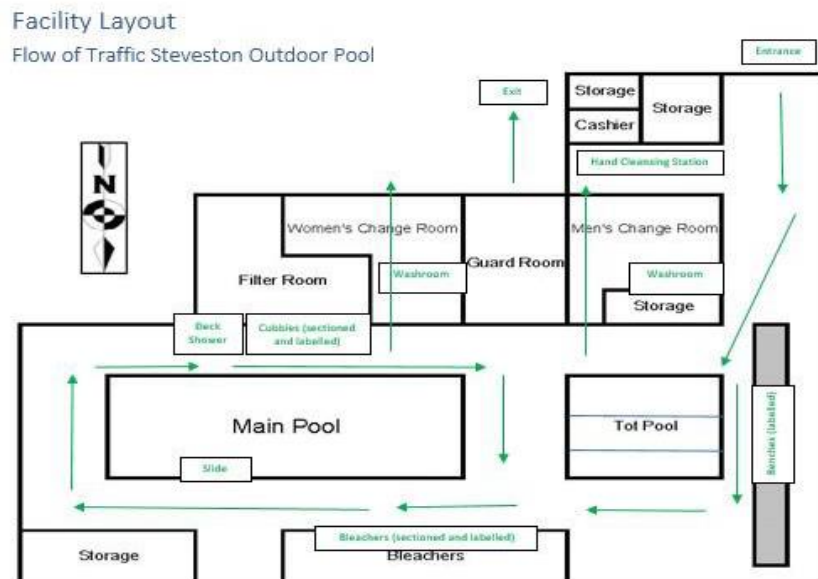 Facility Layout
Flow of Traffic Steveston Outdoor Pool
Entrance
Exit
Storage
Storage
Cashier
Hand Cleansing Station
N
Women's Change Room
Men's Change Room
Guard Room
Filter Room
Washroom
Washroom
Storage
Deck
Shower
Cubbies (sectioned
and labelled)
Main Pool
Tot Pool
Benches (labelled)
Slide
Bleachers (sectioned and labelled)
Storage
Bleachers